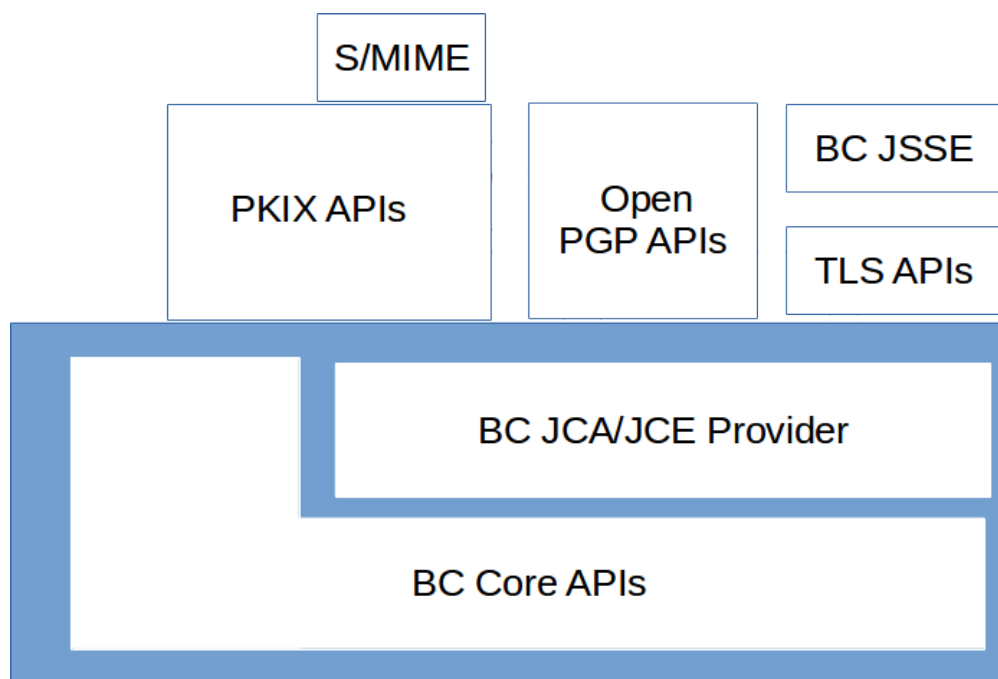 S/MIME
PKIX APIs
Open
PGP APIs
BC JSSE
TLS APIs
BC JCA/JCE Provider
BC Core APIs